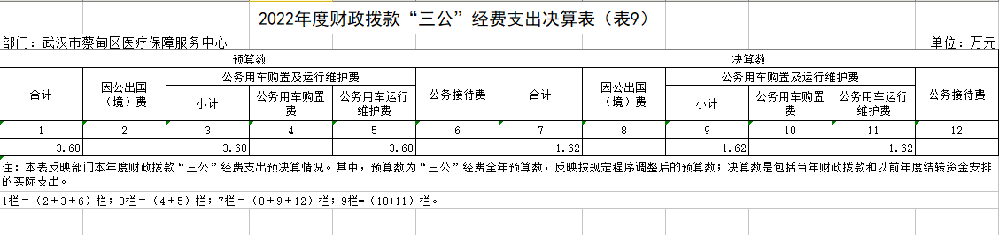 2022年度财政拨款“三公”经费支出决算表（表9）
部门：武汉市蔡甸区医疗保障服务中心 单位：万元
预算数 决算数
合计 因公出国（境）费 公务用车购置及运行维护费 公务接待费 合计 因公出国（境）费 公务用车购置及运行维护费 公务接待费
小计 公务用车购置费 公务用车运行维护费 小计 公务用车购置费 公务用车运行维护费
1 2 3 4 5 6 7 8 9 10 11 12
3.60 3.60 3.60 1.62 1.62 1.62
注：本表反映部门本年度财政拨款“三公”经费支出预决算情况。其中，预算数为“三公”经费全年预算数，反映按规定程序调整后的预算数；决算数是包括当年财政拨款和以前年度结转资金安排
的实际支出。
1栏＝（2＋3＋6）栏；3栏＝（4＋5）栏；7栏＝（8＋9＋12）栏；9栏=（10+11）栏。